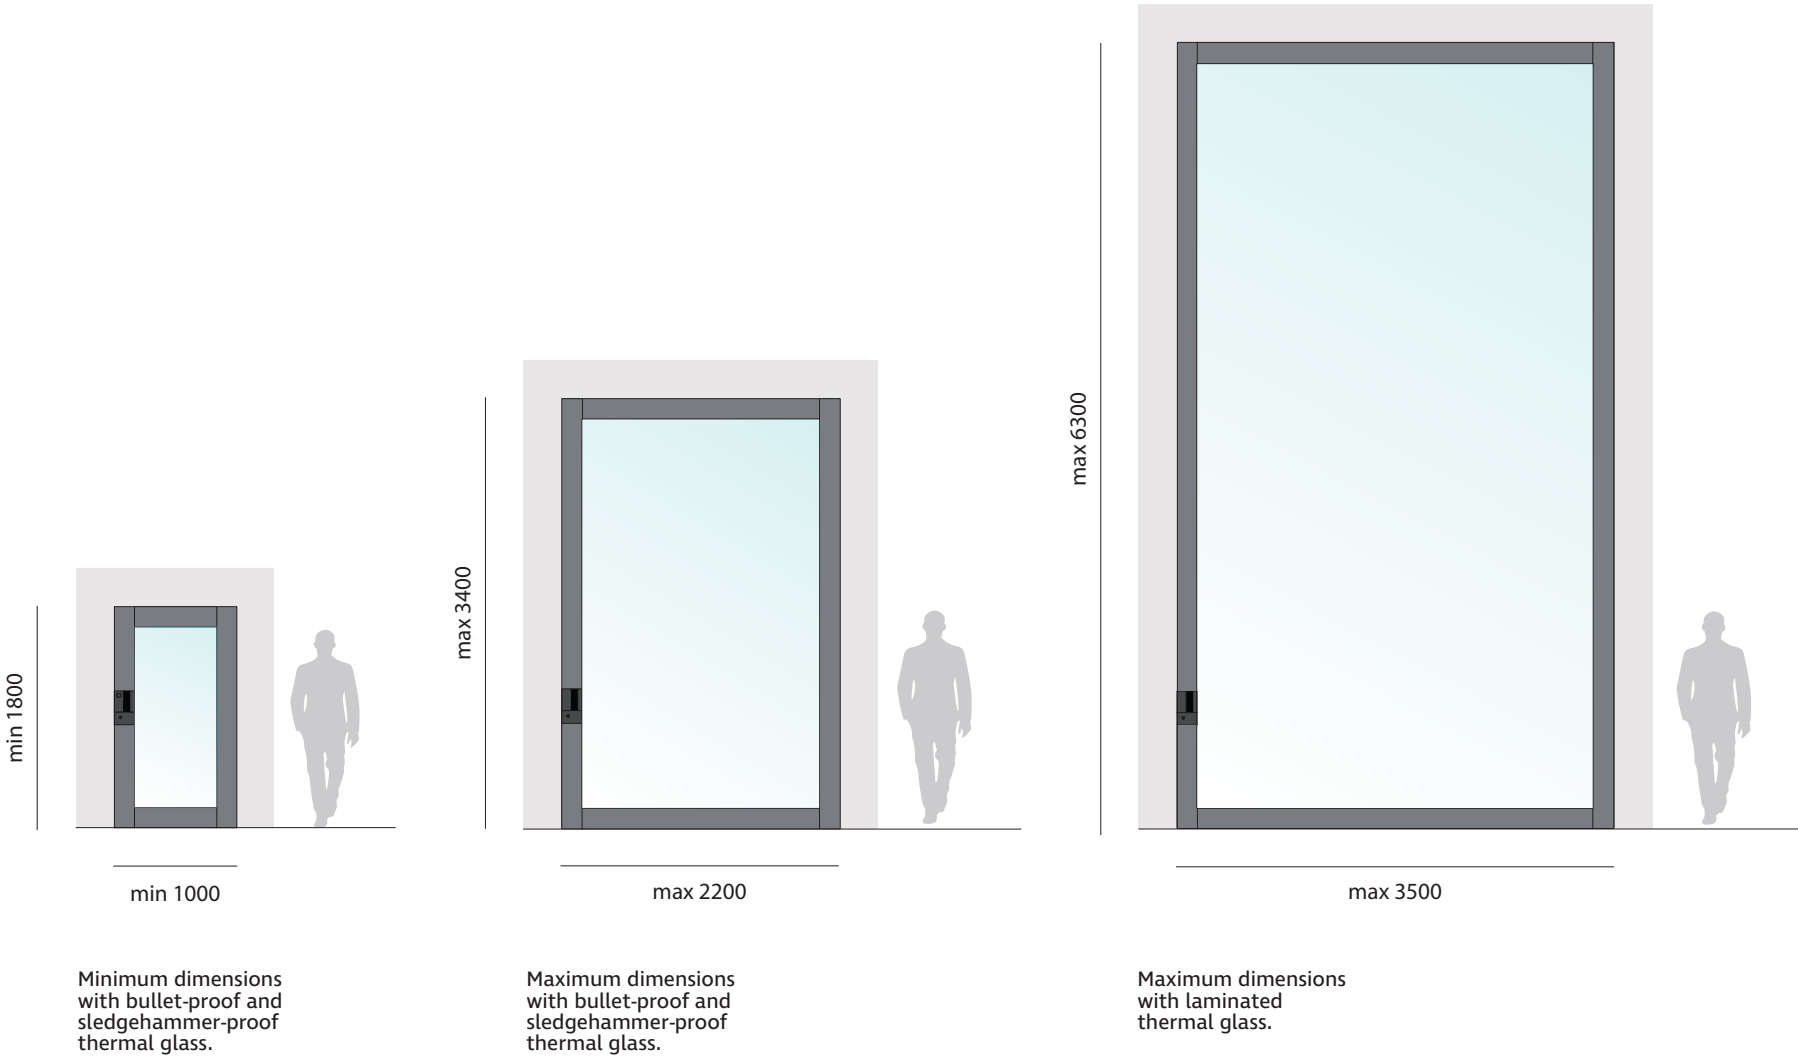 min 1800
min 1000
Minimum dimensions
with bullet-proof and
sledgehammer-proof
thermal glass.
max 3400
max 2200
Maximum dimensions
with bullet-proof and
sledgehammer-proof
thermal glass.
max 6300
max 3500
Maximum dimensions
with laminated
thermal glass.